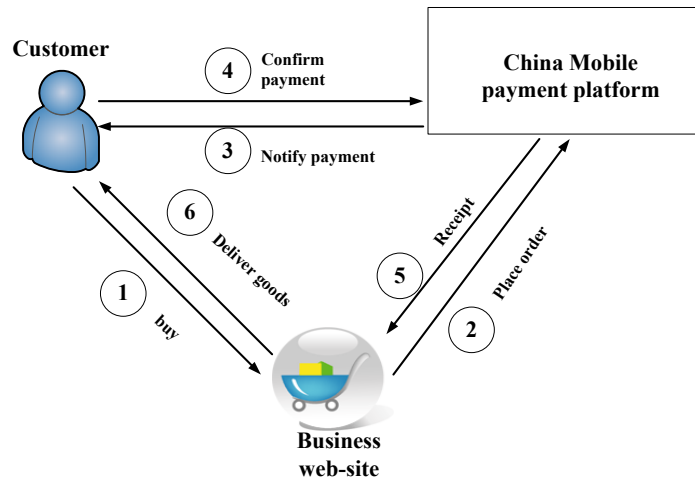 Customer
4
Confirm
payment
China Mobile
payment platform
3
Notify payment
6
Deliver goods
Receipt
5
Place order
2
1
buy
Business
web-site